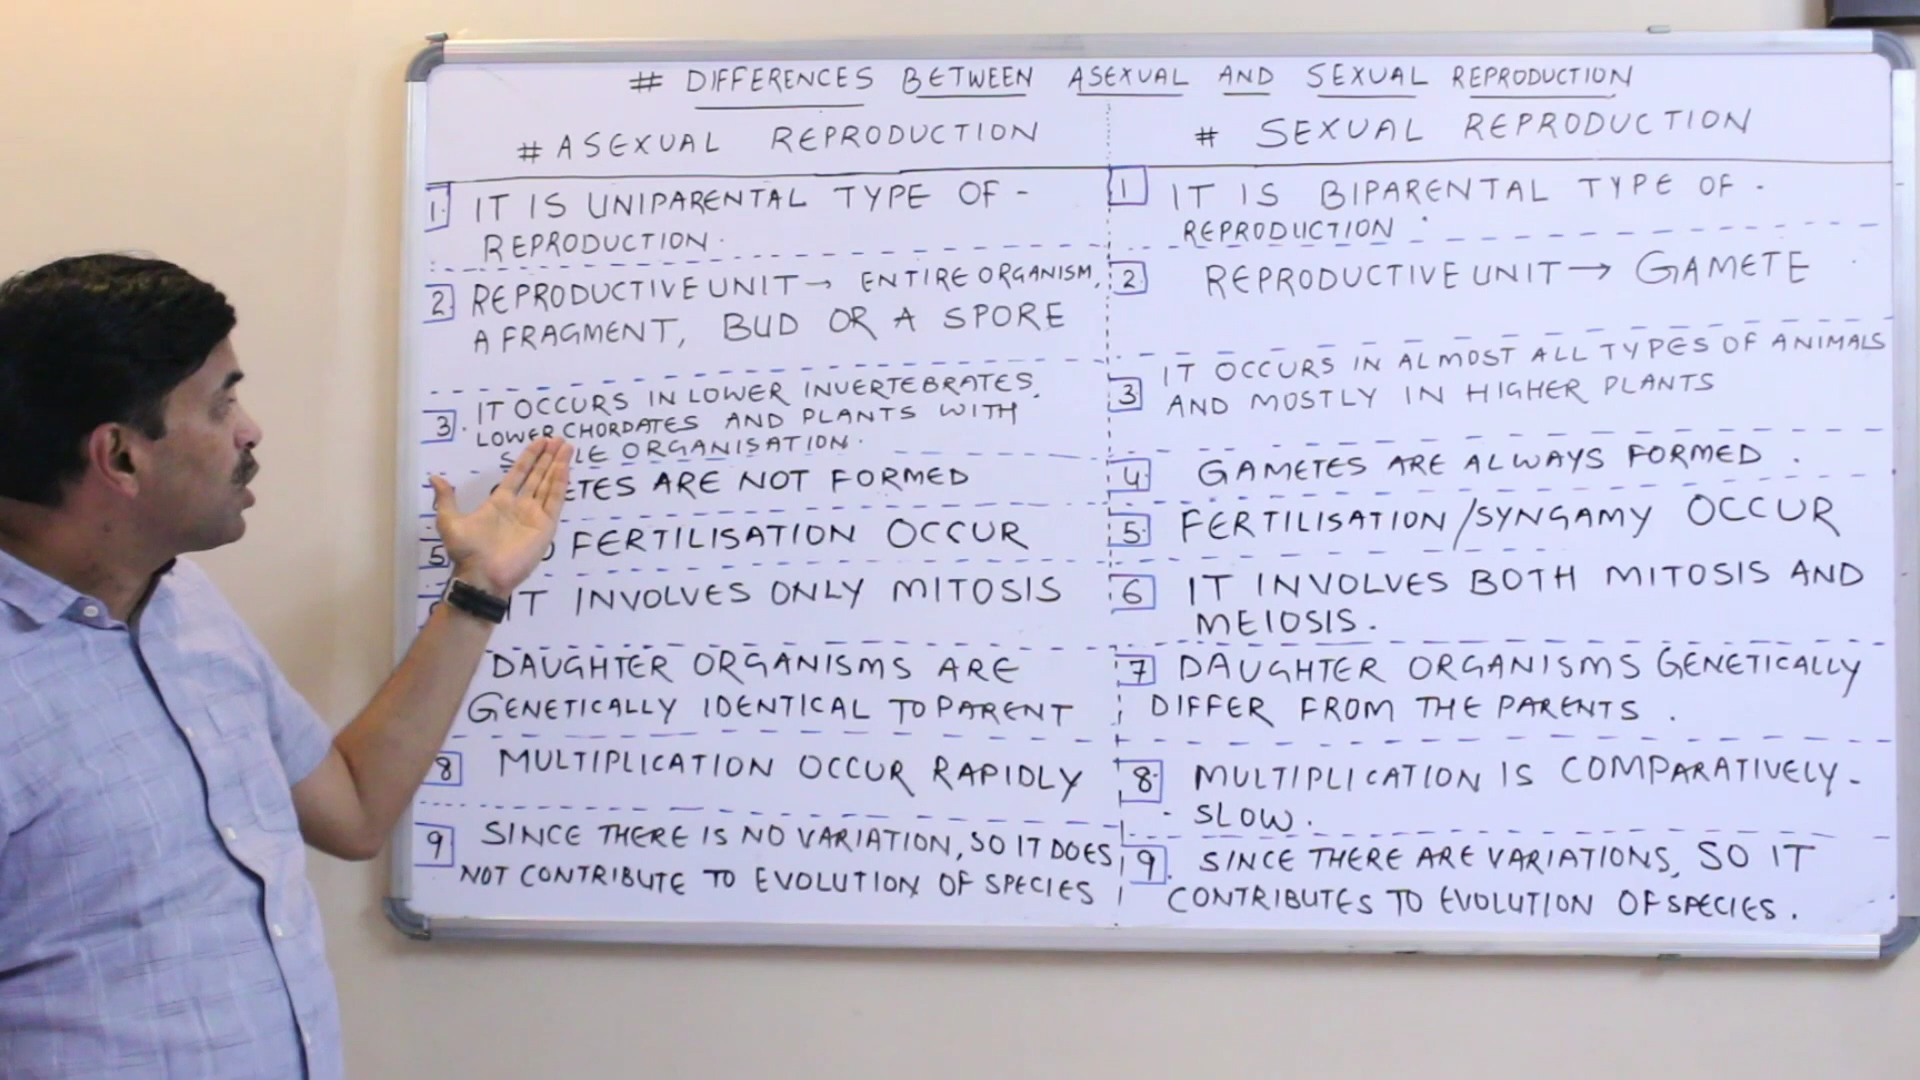 # DIFFERENCES BETWEEN ASEXUAL AND SEXUAL REPRODUCTION
# ASEXUAL REPRODUCTION
1. IT IS UNIPARENTAL TYPE OF -
REPRODUCTION.
2. REPRODUCTIVE UNIT → ENTIRE ORGANISM,
A FRAGMENT, BUD OR A SPORE
3. IT OCCURS IN LOWER INVERTEBRATES.
LOWER CHORDATES AND PLANTS WITH
ORGANISATION.
ARE NOT FORMED
5 FERTILISATION OCCUR
IT INVOLVES ONLY MITOSIS
DAUGHTER ORGANISMS ARE
GENETICALLY IDENTICAL TO PARENT
8 MULTIPLICATION OCCUR RAPIDLY
9 SINCE THERE IS NO VARIATION, SO IT DOES
NOT CONTRIBUTE TO EVOLUTION OF SPECIES
# SEXUAL REPRODUCTION
1 IT IS BIPARENTAL TYPE OF -
REPRODUCTION
2. REPRODUCTIVE UNIT → GAMETE
3 IT OCCURS IN ALMOST ALL TYPES OF ANIMALS
AND MOSTLY IN HIGHER PLANTS
4 GAMETES ARE ALWAYS FORMED.
5. FERTILISATION/SYNGAMY OCCUR
6 IT INVOLVES BOTH MITOSIS AND
MEIOSIS.
7 DAUGHTER ORGANISMS GENETICALLY
DIFFER FROM THE PARENTS.
8. MULTIPLICATION IS COMPARATIVELY-
- SLOW.
9. SINCE THERE ARE VARIATIONS, SO IT
CONTRIBUTES TO EVOLUTION OF SPECIES.